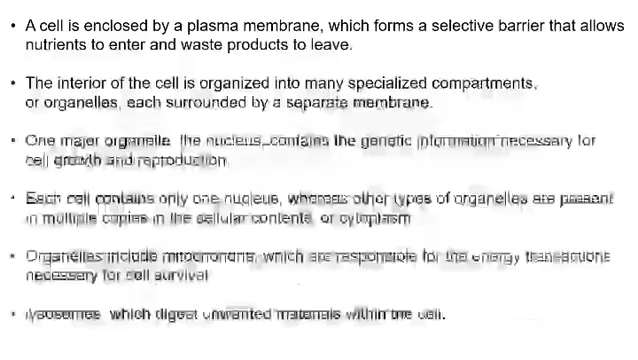 • A cell is enclosed by a plasma membrane, which forms a selective barrier that allows
nutrients to enter and waste products to leave.
• The interior of the cell is organized into many specialized compartments,
or organelles, each surrounded by a separate membrane.
• One major organelle, the nucleus, contains the genetic information necessary for
cell growth and reproduction.
• Each cell contains only one nucleus, whereas other types of organelles are present
in multiple copies in the cellular contents, or cytoplasm
• Organelles include mitochondria, which are responsible for the energy transactions
necessary for cell survival
• lysosomes, which digest unwanted materials within the cell.